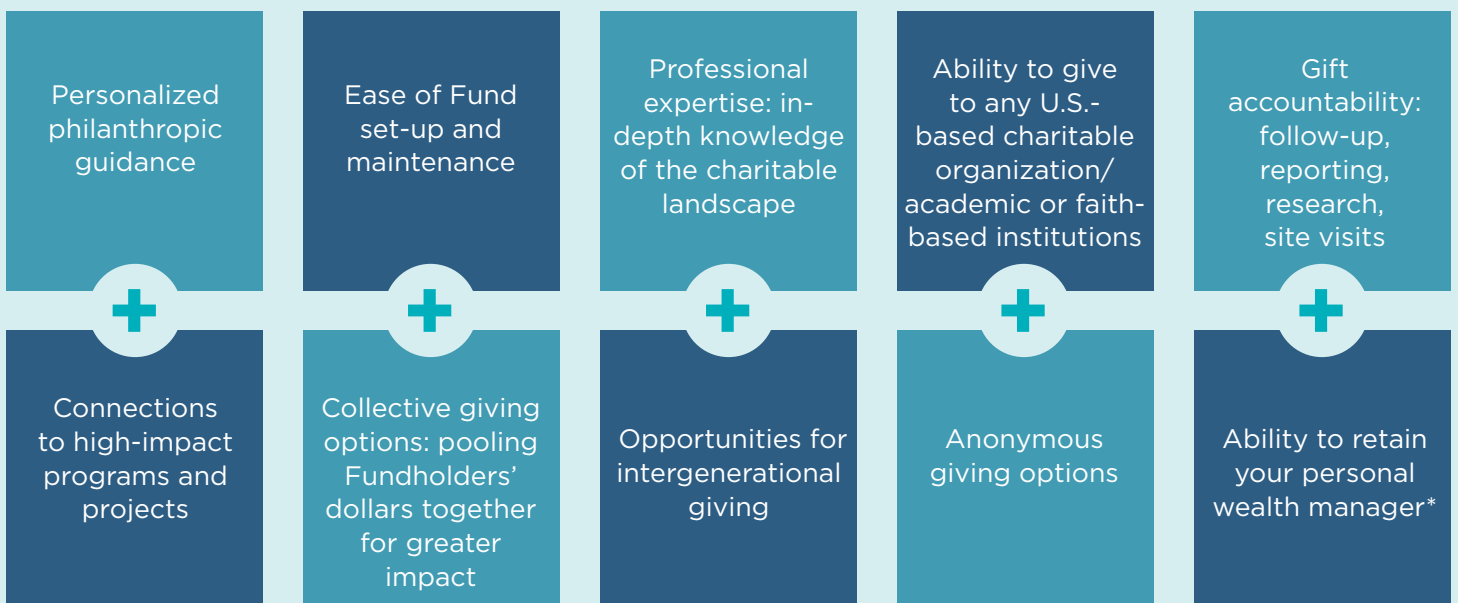 Personalized
philanthropic
guidance
Ease of Fund
set-up and
maintenance
Professional
expertise: in-
depth knowledge
of the charitable
landscape
Ability to give
to any U.S.-
based charitable
organization/
academic or faith-
based institutions
Gift
accountability:
follow-up,
reporting,
research,
site visits
Connections
to high-impact
programs and
projects
Collective giving
options: pooling
Fundholders’
dollars together
for greater
impact
Opportunities for
intergenerational
giving
Anonymous
giving options
Ability to retain
your personal
wealth manager*